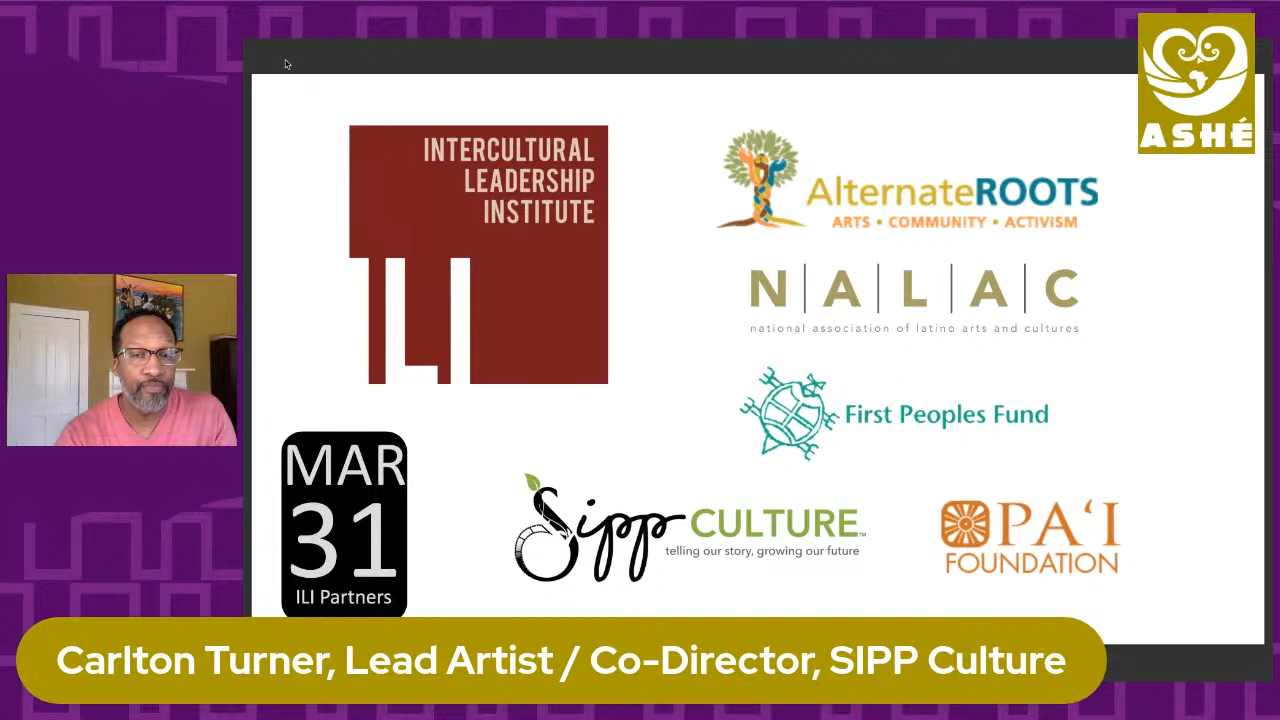 ASHÉ
INTERCULTURAL
LEADERSHIP
INSTITUTE
ILI
AlternateROOTS
ARTS • COMMUNITY • ACTIVISM
N|A|L|A|C
national association of latino arts and cultures
First Peoples Fund
MAR
31
ILI Partners
Sipp CULTURE™
telling our story, growing our future
PAʻI
FOUNDATION
Carlton Turner, Lead Artist / Co-Director, SIPP Culture